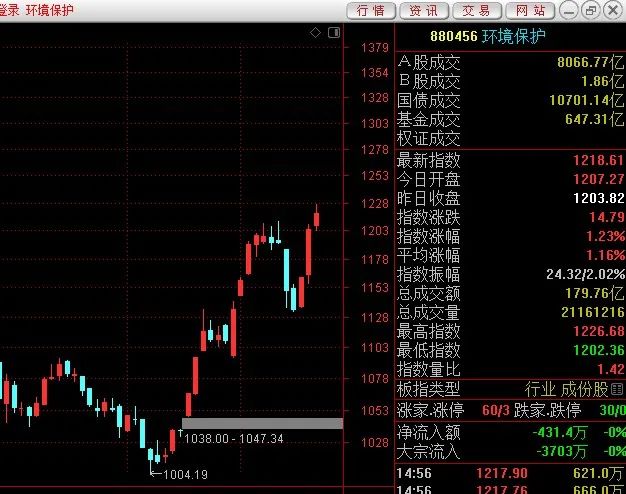 登录 环境保护
行情 资讯 交易 网站
880456 环境保护
A股成交 8066.77亿
B股成交 1.86亿
国债成交 10701.14亿
基金成交 647.31亿
权证成交
最新指数 1218.61
今日开盘 1207.27
昨日收盘 1203.82
指数涨跌 14.79
指数涨幅 1.23%
平均涨幅 1.16%
指数振幅 24.32/2.02%
总成交额 179.76亿
总成交量 21161216
最高指数 1226.68
最低指数 1202.36
指数量比 1.42
板指类型 行业 成份股
涨家.涨停 60/3 跌家.跌停 30/0
净流入额 -431.4万 -0%
大宗流入 -3703万 -0%
14:56 1217.90 621.0万
14:56 1217.76 666.0万
1379
1354
1328
1303
1278
1253
1228
1203
1178
1153
1128
1103
1078
1053
1028
1038.00 - 1047.34
1004.19